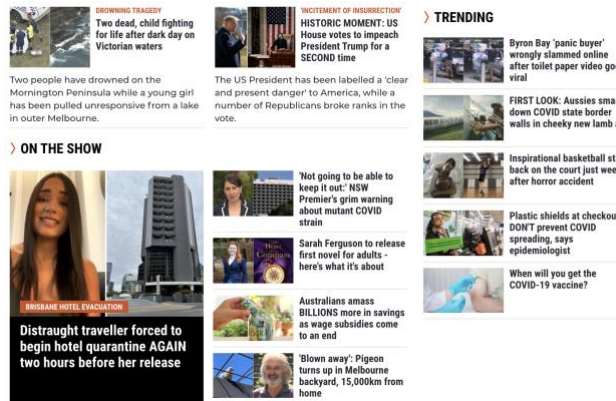 DROWNING TRAGEDY
Two dead, child fighting
for life after dark day on
Victorian waters
Two people have drowned on the
Mornington Peninsula while a young girl
has been pulled unresponsive from a lake
in outer Melbourne.
'INCITEMENT OF INSURRECTION'
HISTORIC MOMENT: US
House votes to impeach
President Trump for a
SECOND time
The US President has been labelled a 'clear
and present danger' to America, while a
number of Republicans broke ranks in the
vote.
ON THE SHOW
BRISBANE HOTEL EVACUATION
Distraught traveller forced to
begin hotel quarantine AGAIN
two hours before her release
'Not going to be able to
keep it out:' NSW
Premier's grim warning
about mutant COVID
strain
Sarah Ferguson to release
first novel for adults -
here's what it's about
Australians amass
BILLIONS more in savings
as wage subsidies come
to an end
'Blown away': Pigeon
turns up in Melbourne
backyard, 15,000km from
home
TRENDING
Byron Bay 'panic buyer'
wrongly slammed online
after toilet paper video go
viral
FIRST LOOK: Aussies sma
down COVID state border
walls in cheeky new lamb
Inspirational basketball st
back on the court just wee
after horror accident
Plastic shields at checkou
DON'T prevent COVID
spreading, says
epidemiologist
When will you get the
COVID-19 vaccine?